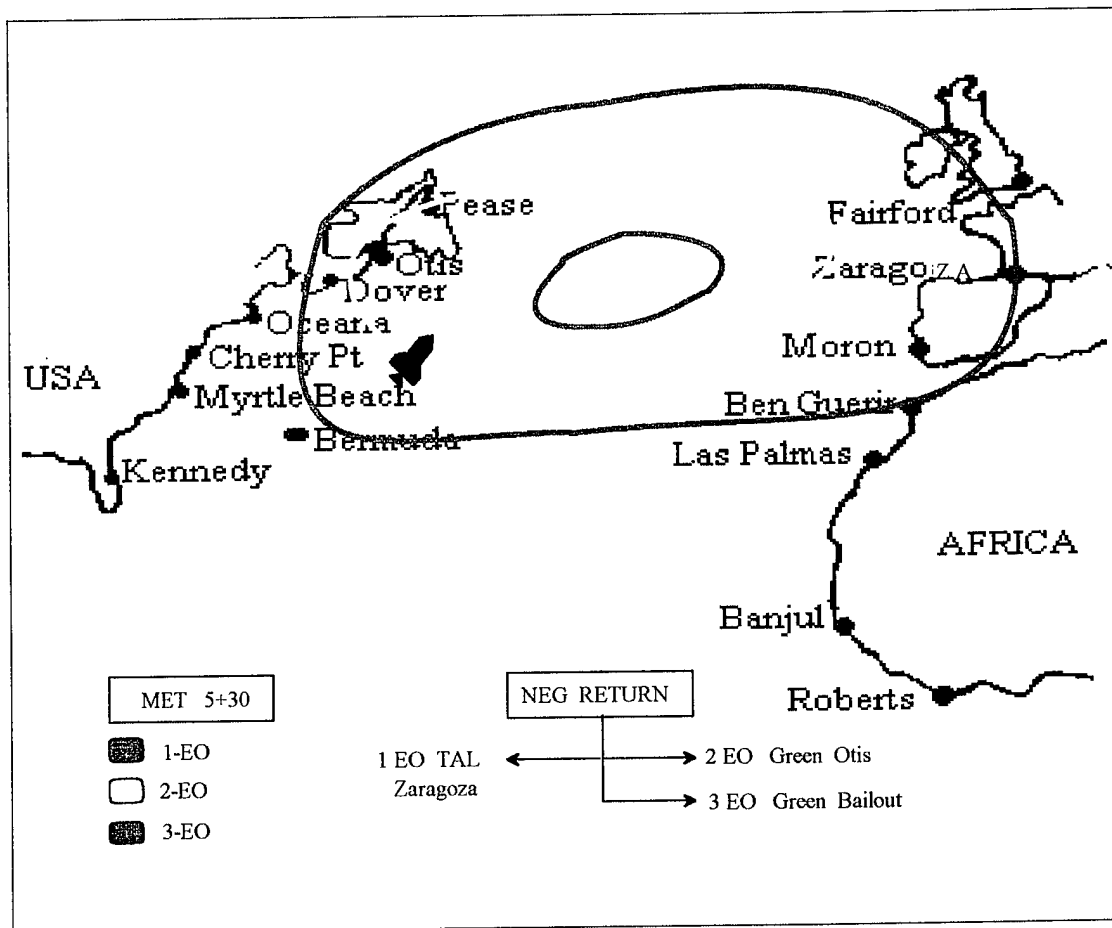 Pease
Fairford
Otis
Zaragoza
Dover
Oceana
Moron
Cherry Pt
USA
Myrtle Beach
Ben Guerir
Bermuda
Las Palmas
Kennedy
AFRICA
Banjul
Roberts
MET 5+30
NEG RETURN
1-EO
2-EO
3-EO
1 EO TAL
Zaragoza
2 EO Green Otis
3 EO Green Bailout